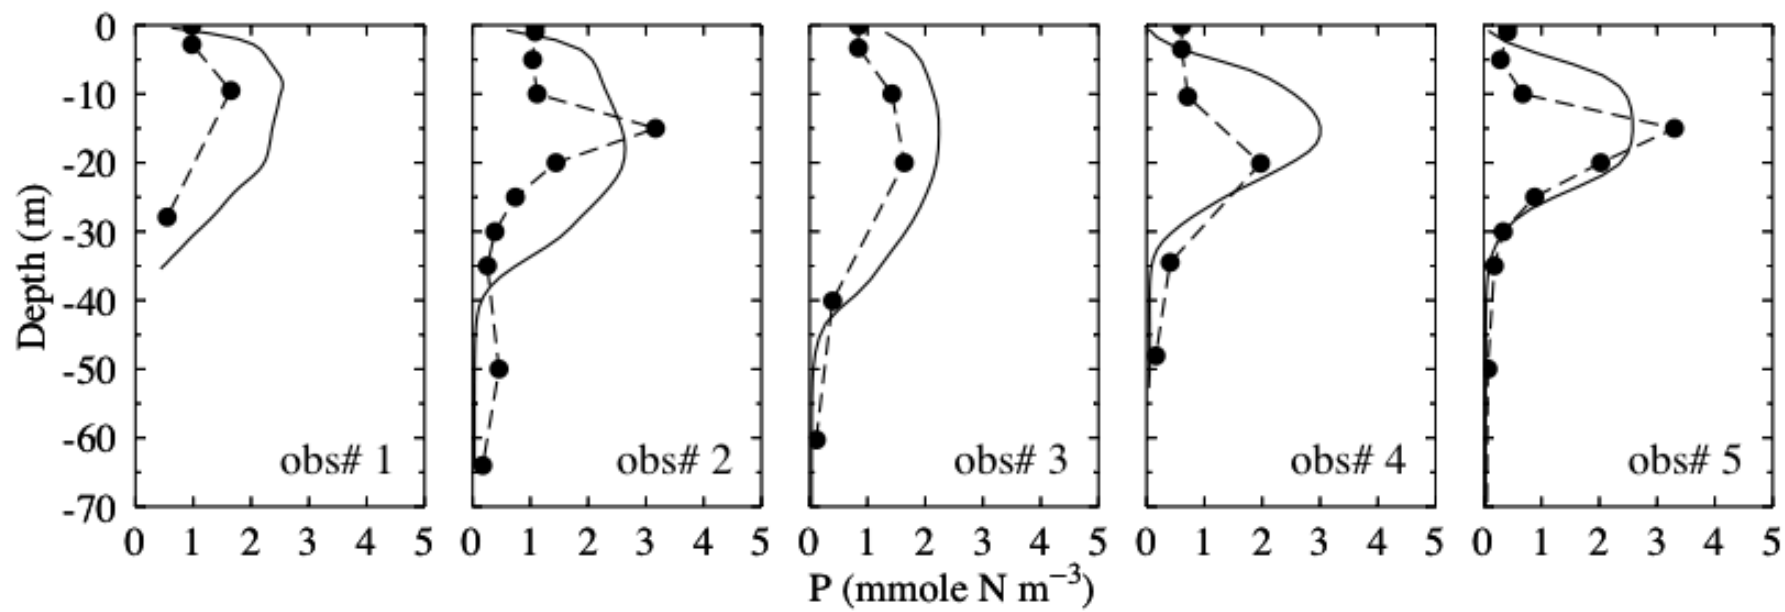 0
-10
-20
-30
-40
-50
-60
-70
Depth (m)
obs# 1
obs# 2
obs# 3
obs# 4
obs# 5
0 1 2 3 4 5
0 1 2 3 4 5
0 1 2 3 4 5
0 1 2 3 4 5
0 1 2 3 4 5
P (mmole N m⁻³)